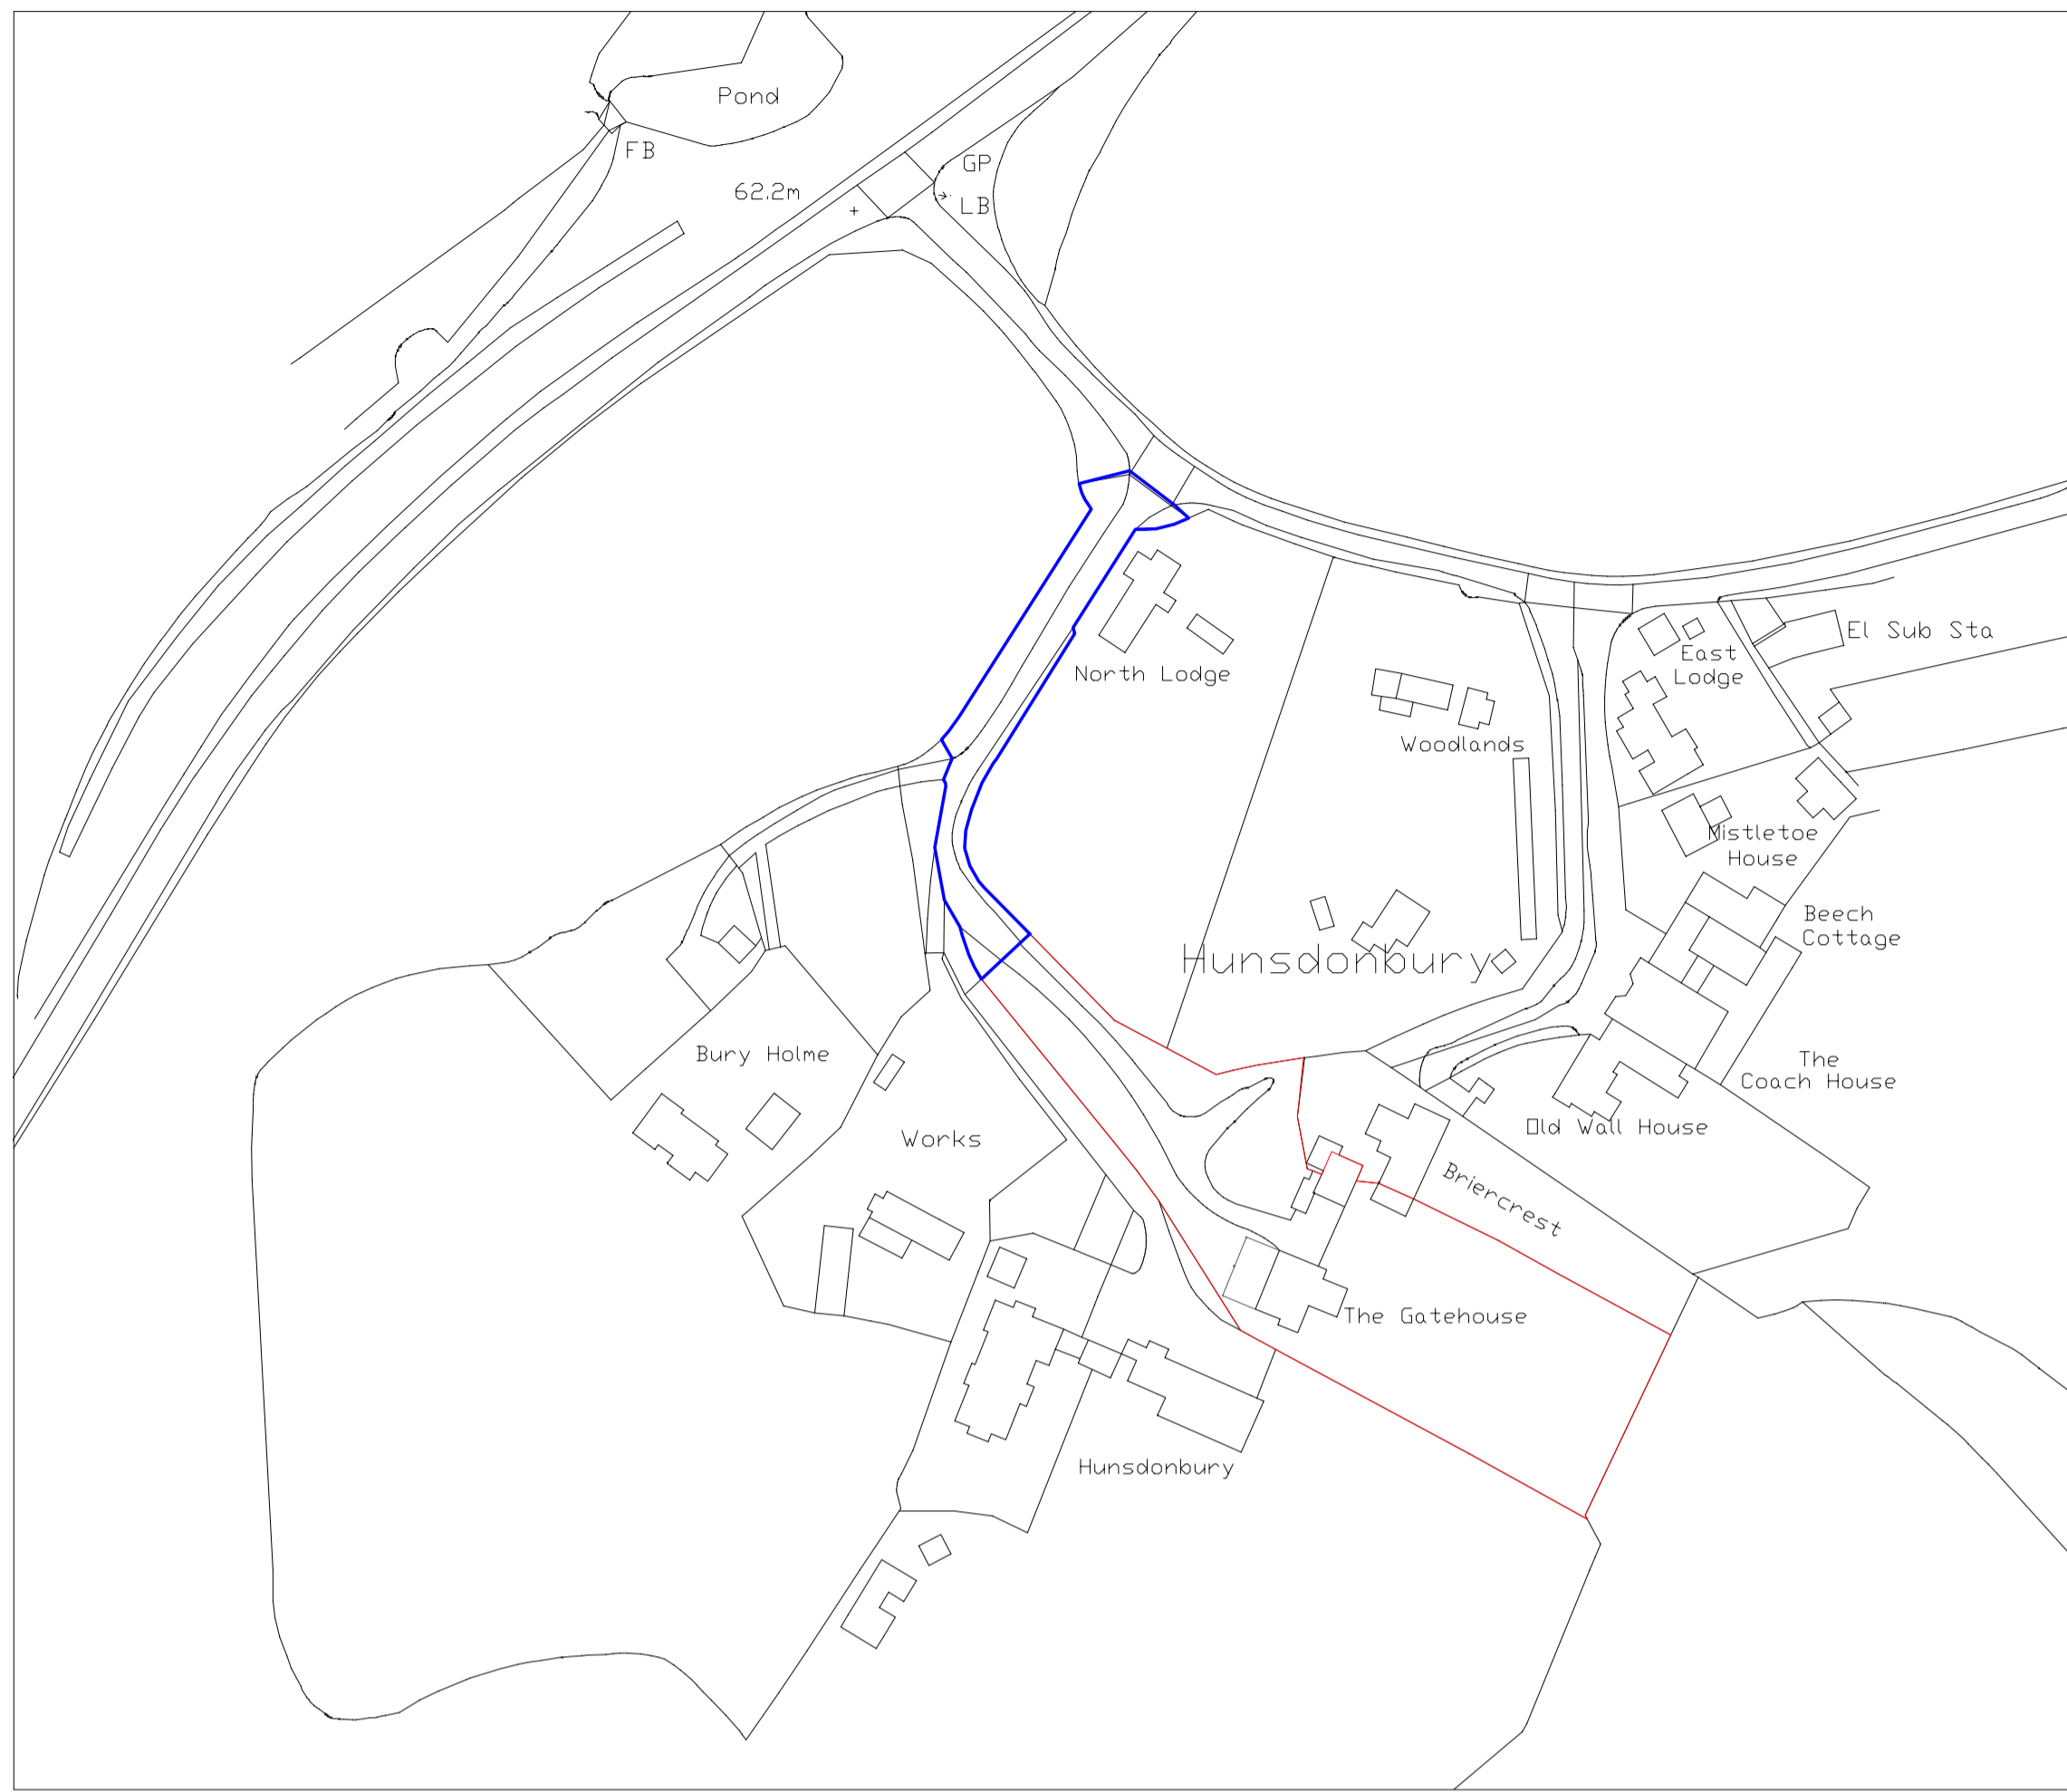 Pond
FB
GP
62.2m
LB
El Sub Sta
East
Lodge
North Lodge
Woodlands
Mistletoe
House
Beech
Cottage
Hunsdonbury
Bury Holme
The
Coach House
Works
Old Wall House
Briercrest
The Gatehouse
Hunsdonbury